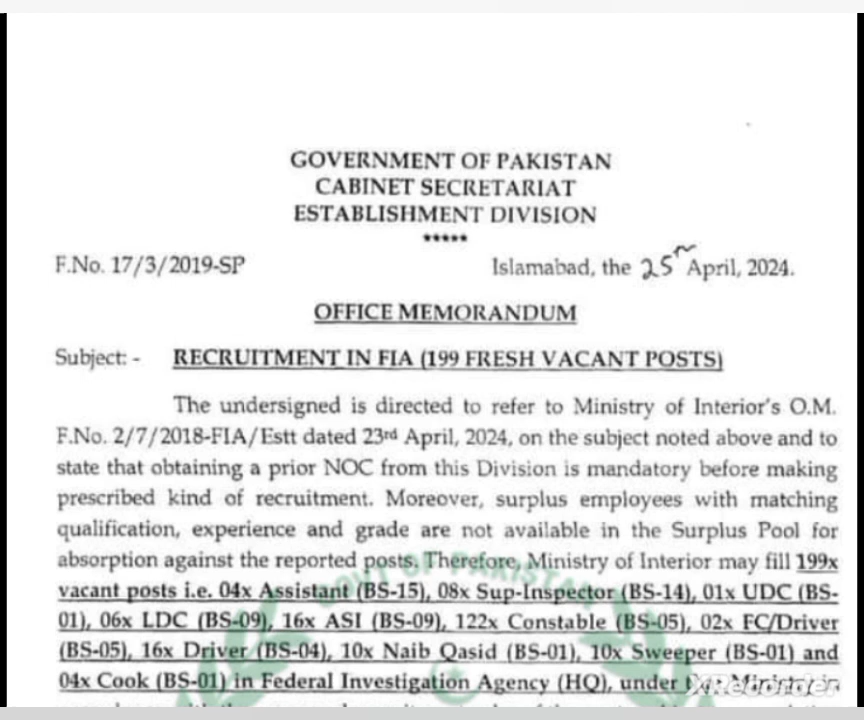 GOVERNMENT OF PAKISTAN
CABINET SECRETARIAT
ESTABLISHMENT DIVISION
*****
F.No. 17/3/2019-SP Islamabad, the 25th April, 2024.
OFFICE MEMORANDUM
Subject: - RECRUITMENT IN FIA (199 FRESH VACANT POSTS)
The undersigned is directed to refer to Ministry of Interior's O.M.
F.No. 2/7/2018-FIA/Estt dated 23rd April, 2024, on the subject noted above and to
state that obtaining a prior NOC from this Division is mandatory before making
prescribed kind of recruitment. Moreover, surplus employees with matching
qualification, experience and grade are not available in the Surplus Pool for
absorption against the reported posts. Therefore, Ministry of Interior may fill 199x
vacant posts i.e. 04x Assistant (BS-15), 08x Sup-Inspector (BS-14), 01x UDC (BS-
01), 06x LDC (BS-09), 16x ASI (BS-09), 122x Constable (BS-05), 02x FC/Driver
(BS-05), 16x Driver (BS-04), 10x Naib Qasid (BS-01), 10x Sweeper (BS-01) and
04x Cook (BS-01) in Federal Investigation Agency (HQ), under
GOVT OF PAKISTAN
XRecorder